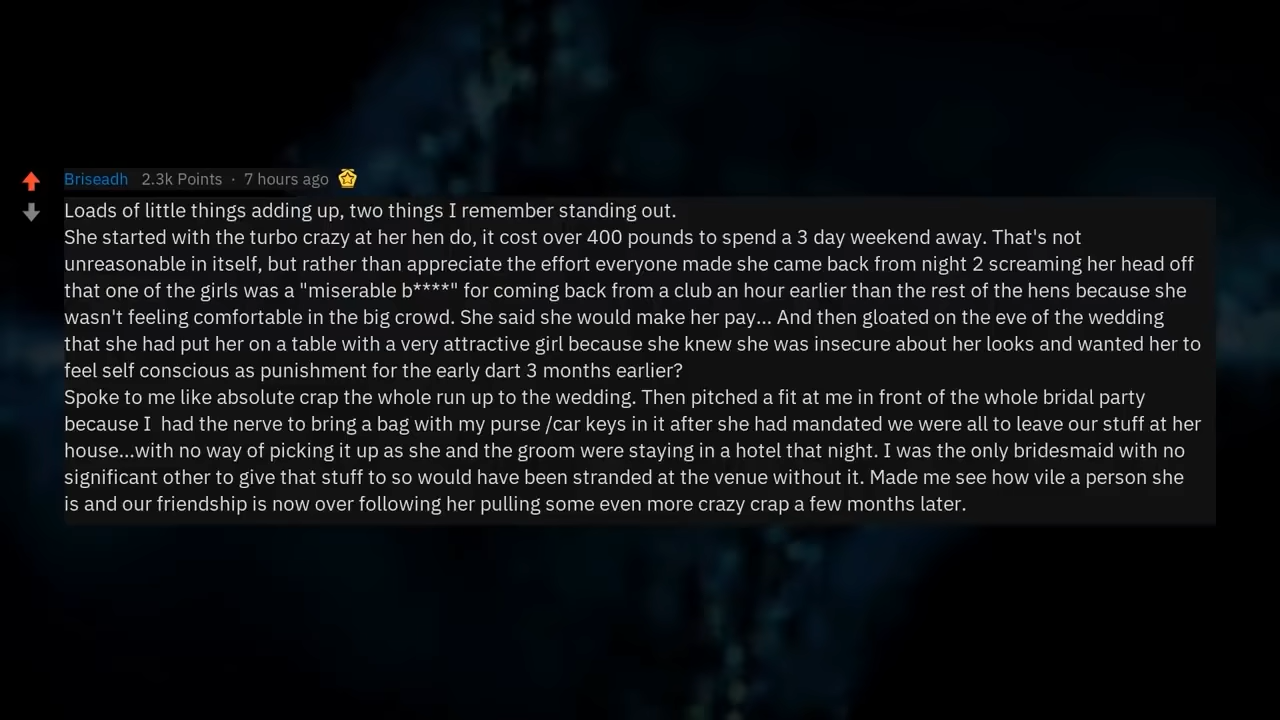 Briseadh 2.3k Points · 7 hours ago
Loads of little things adding up, two things I remember standing out.
She started with the turbo crazy at her hen do, it cost over 400 pounds to spend a 3 day weekend away. That's not
unreasonable in itself, but rather than appreciate the effort everyone made she came back from night 2 screaming her head off
that one of the girls was a "miserable b****" for coming back from a club an hour earlier than the rest of the hens because she
wasn't feeling comfortable in the big crowd. She said she would make her pay... And then gloated on the eve of the wedding
that she had put her on a table with a very attractive girl because she knew she was insecure about her looks and wanted her to
feel self conscious as punishment for the early dart 3 months earlier?
Spoke to me like absolute crap the whole run up to the wedding. Then pitched a fit at me in front of the whole bridal party
because I  had the nerve to bring a bag with my purse /car keys in it after she had mandated we were all to leave our stuff at her
house...with no way of picking it up as she and the groom were staying in a hotel that night. I was the only bridesmaid with no
significant other to give that stuff to so would have been stranded at the venue without it. Made me see how vile a person she
is and our friendship is now over following her pulling some even more crazy crap a few months later.